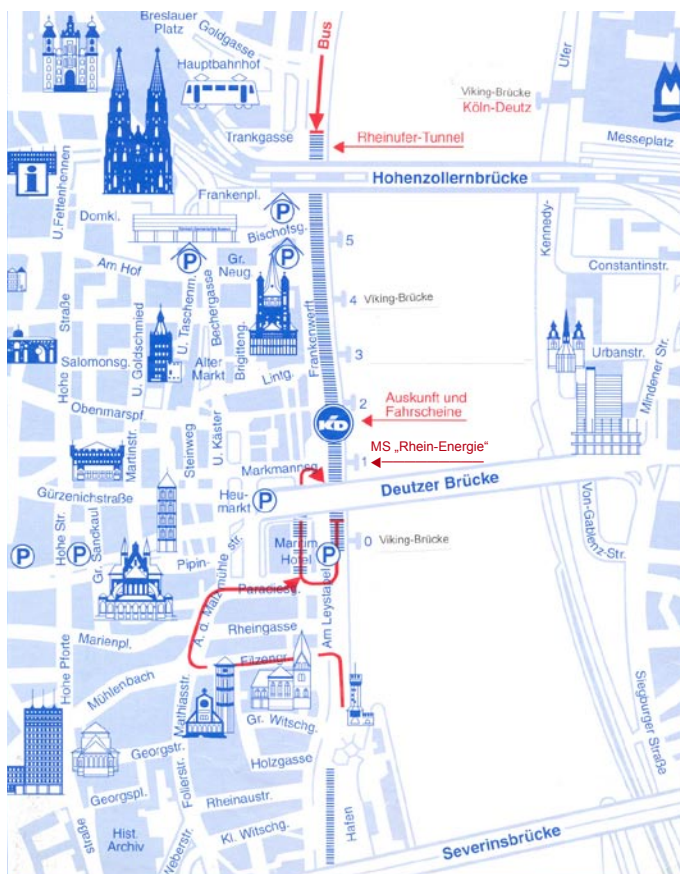 Breslauer
Platz
Goldgasse
Hauptbahnhof
Bus
Ufer
Viking-Brücke
Köln-Deutz
Trankgasse
Rheinufer-Tunnel
Messeplatz
i
U. Fettenhennen
Hohenzollernbrücke
Frankenpl.
P
Domkl.
Bischofsg.
Kennedy-
5
Am Hof
P
Gr.
Neug.
P
Constantinstr.
U. Taschenm.
Bechergasse
4 Viking-Brücke
Hohe Straße
U. Goldschmied
Frankenwerft
Salomonsg.
Alter
Markt
Brigitteng.
3
Urbanstr.
Mindener Str.
Lintg.
Obenmarspf.
2
Auskunft und
Fahrscheine
KD
Martinstr.
Steinweg
U. Käster
MS „Rhein-Energie“
1
Markmannsg.
Gürzenichstraße
Heu-
markt
P
Deutzer Brücke
Hohe Str.
Gr. Sandkaul
Von-Gablenz-Str.
P
P
Pipin-
str.
Maritim
Hotel
P
0 Viking-Brücke
A. d. Malzmühle
Paradiesg.
Am Leystapel
Rheingasse
Marienpl.
Filzengr.
Hohe Pforte
Mühlenbach
Mathiasstr.
Gr. Witschg.
Siegburger Straße
Georgstr.
Holzgasse
Follerstr.
Georgspl.
Rheinaustr.
Hafen
straße
Hist.
Archiv
Weberstr.
Kl. Witschg.
Severinsbrücke